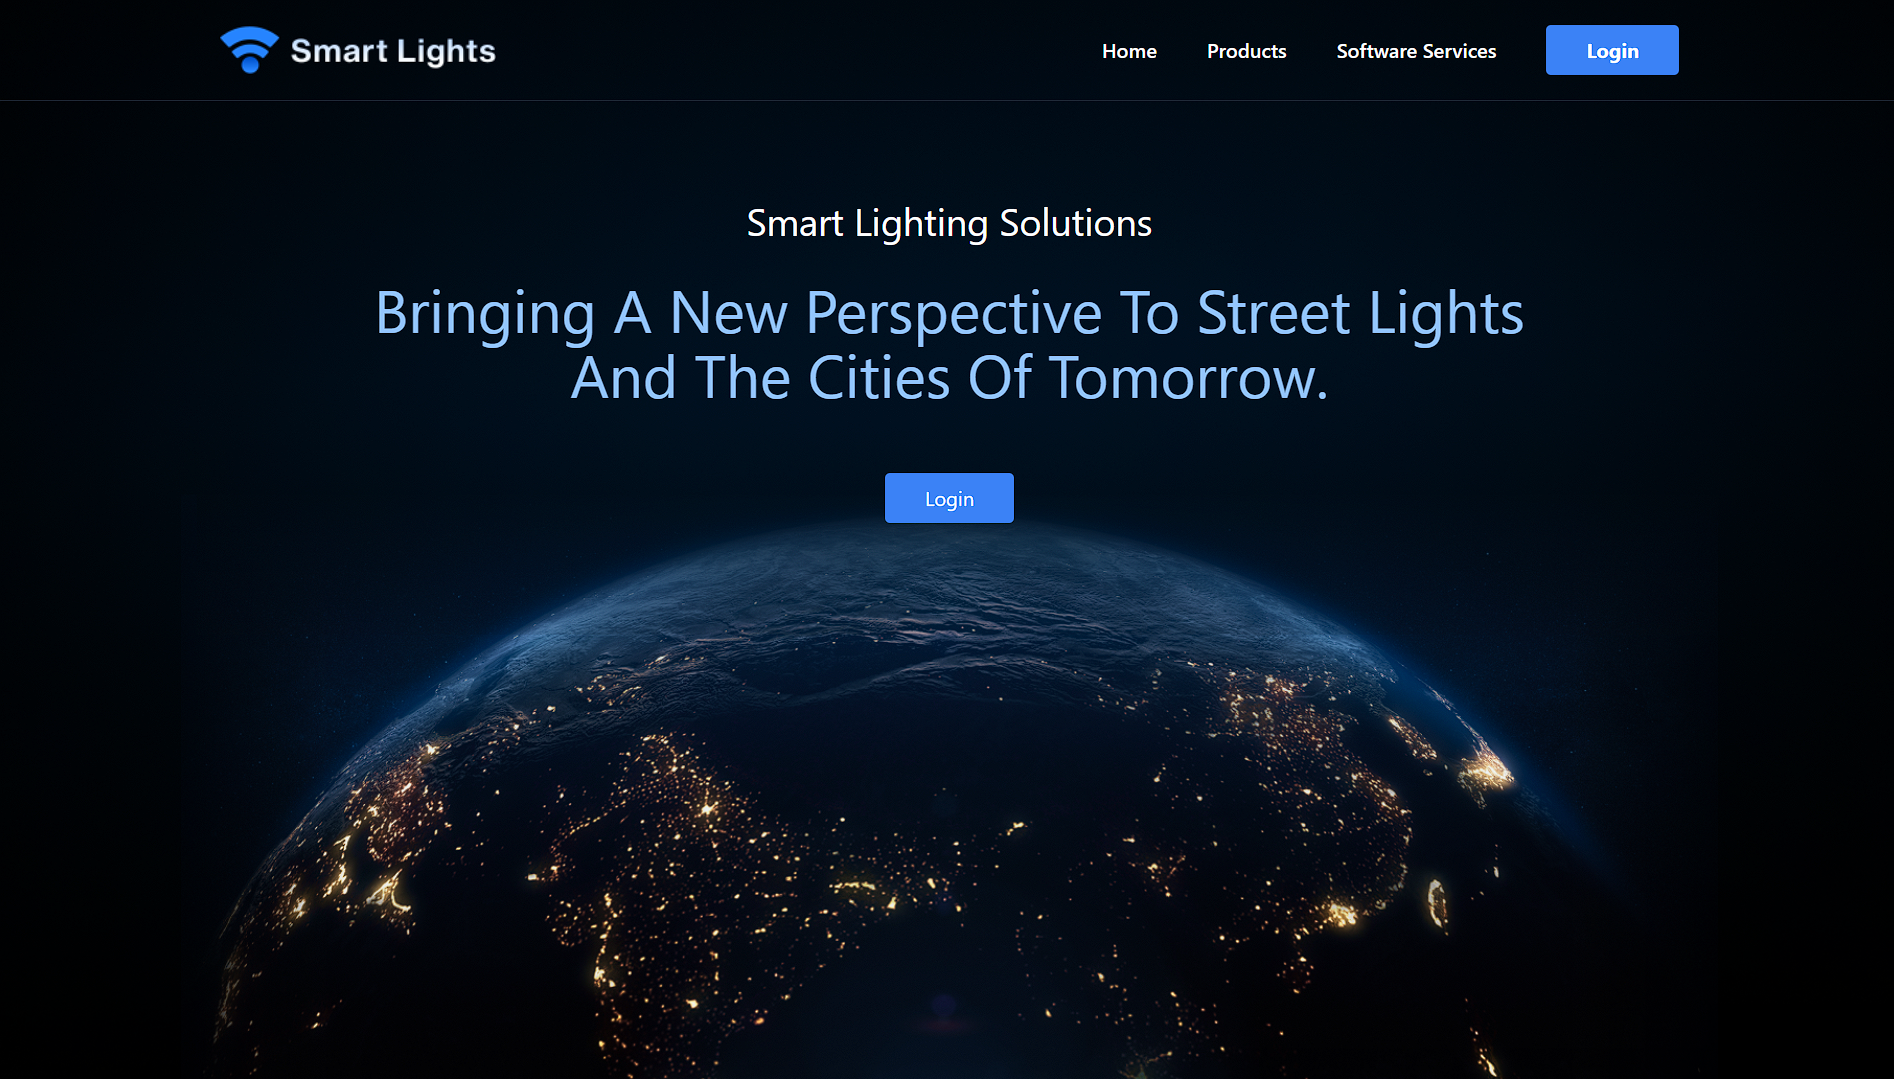 Smart Lights
Home
Products
Software Services
Login
Smart Lighting Solutions
Bringing A New Perspective To Street Lights
And The Cities Of Tomorrow.
Login